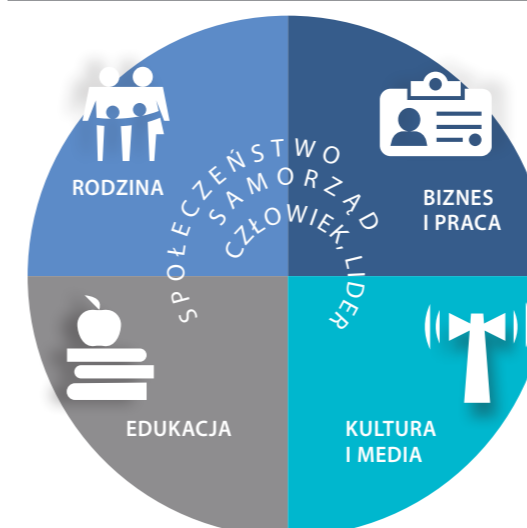 RODZINA
BIZNES
I PRACA
SPOŁECZEŃSTWO
SAMORZĄD
CZŁOWIEK, LIDER
EDUKACJA
KULTURA
I MEDIA